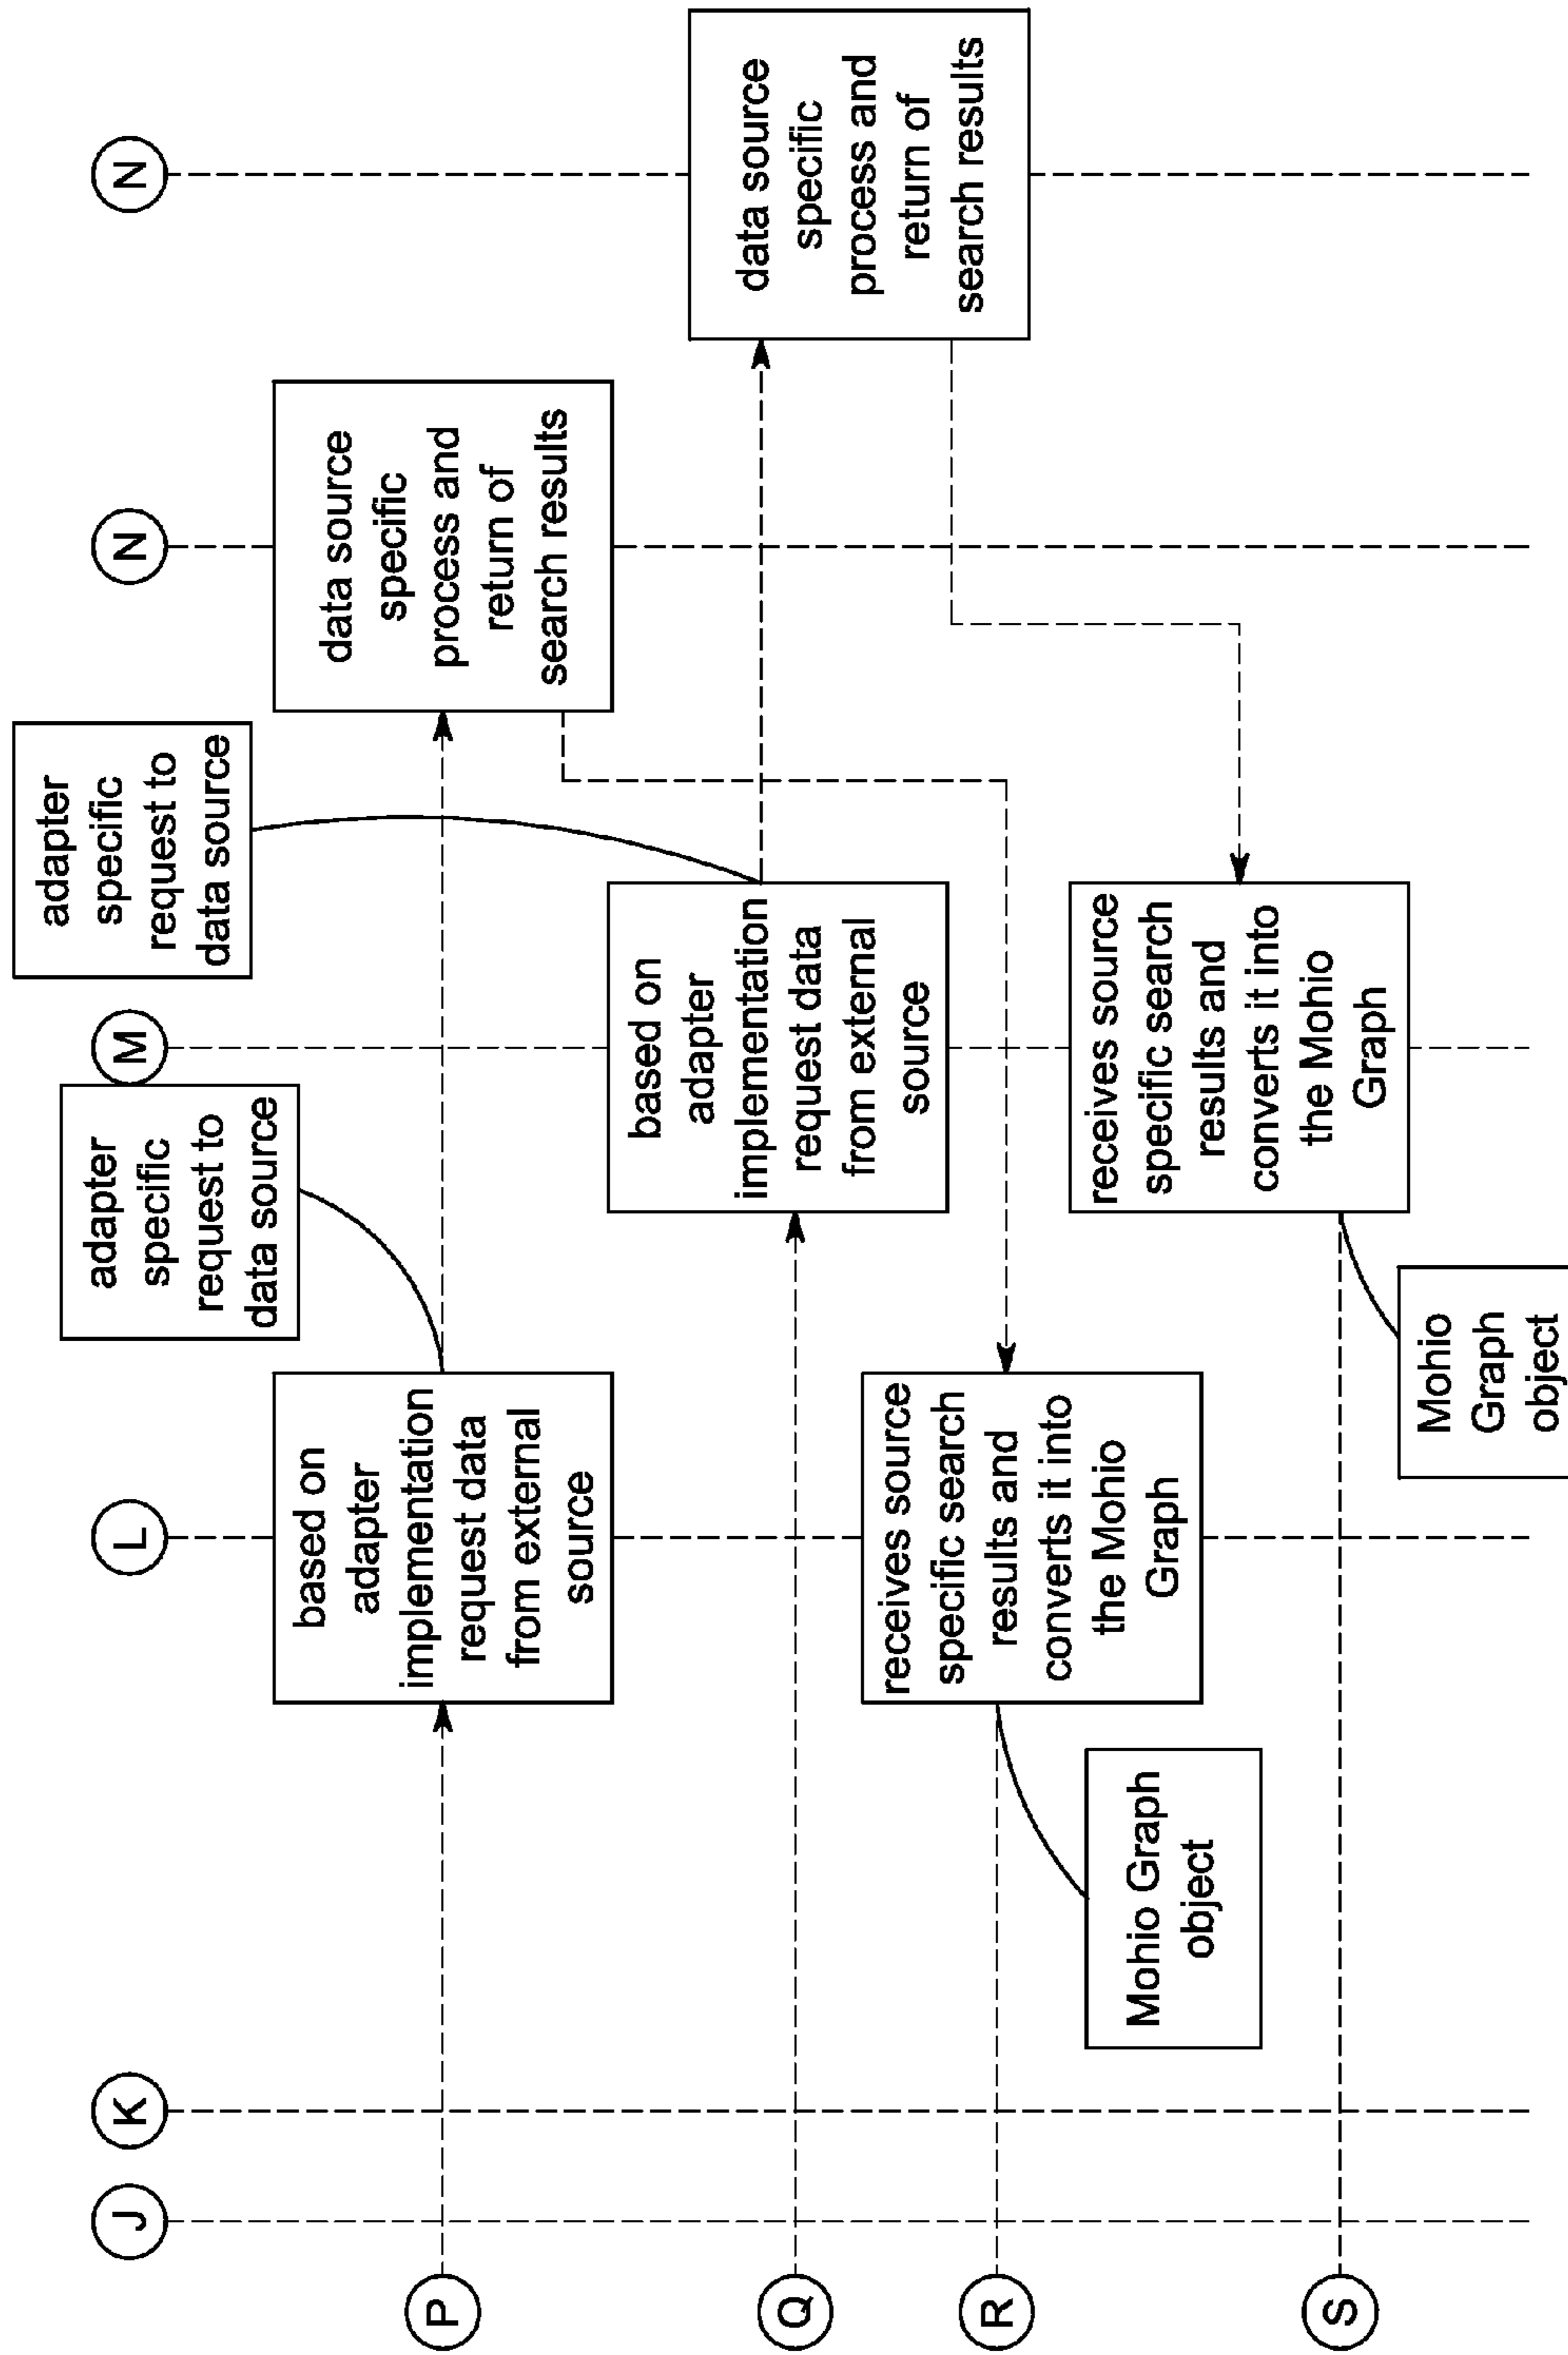 J
K
L
M
N
N
adapter
specific
request to
data source
adapter
specific
request to
data source
P
based on
adapter
implementation
request data
from external
source
data source
specific
process and
return of
search results
Q
based on
adapter
implementation
request data
from external
source
data source
specific
process and
return of
search results
R
receives source
specific search
results and
converts it into
the Mohio
Graph
Mohio Graph
object
S
receives source
specific search
results and
converts it into
the Mohio
Graph
Mohio
Graph
object